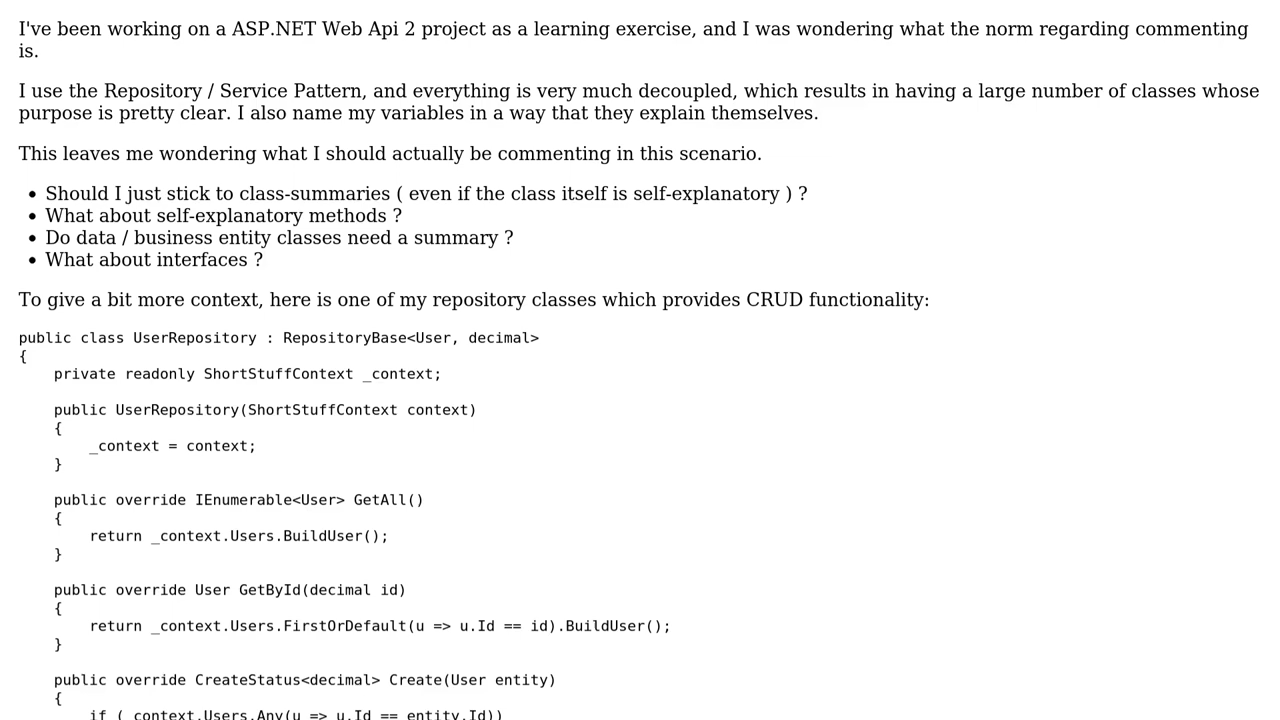 I've been working on a ASP.NET Web Api 2 project as a learning exercise, and I was wondering what the norm regarding commenting
is.
I use the Repository / Service Pattern, and everything is very much decoupled, which results in having a large number of classes whose
purpose is pretty clear. I also name my variables in a way that they explain themselves.
This leaves me wondering what I should actually be commenting in this scenario.
• Should I just stick to class-summaries ( even if the class itself is self-explanatory ) ?
• What about self-explanatory methods ?
• Do data / business entity classes need a summary ?
• What about interfaces ?
To give a bit more context, here is one of my repository classes which provides CRUD functionality:
public class UserRepository : RepositoryBase<User, decimal>
{
    private readonly ShortStuffContext _context;
    public UserRepository(ShortStuffContext context)
    {
        _context = context;
    }
    public override IEnumerable<User> GetAll()
    {
        return _context.Users.BuildUser();
    }
    public override User GetById(decimal id)
    {
        return _context.Users.FirstOrDefault(u => u.Id == id).BuildUser();
    }
    public override CreateStatus<decimal> Create(User entity)
    {
        if (_context.Users.Any(u => u.Id == entity.Id))